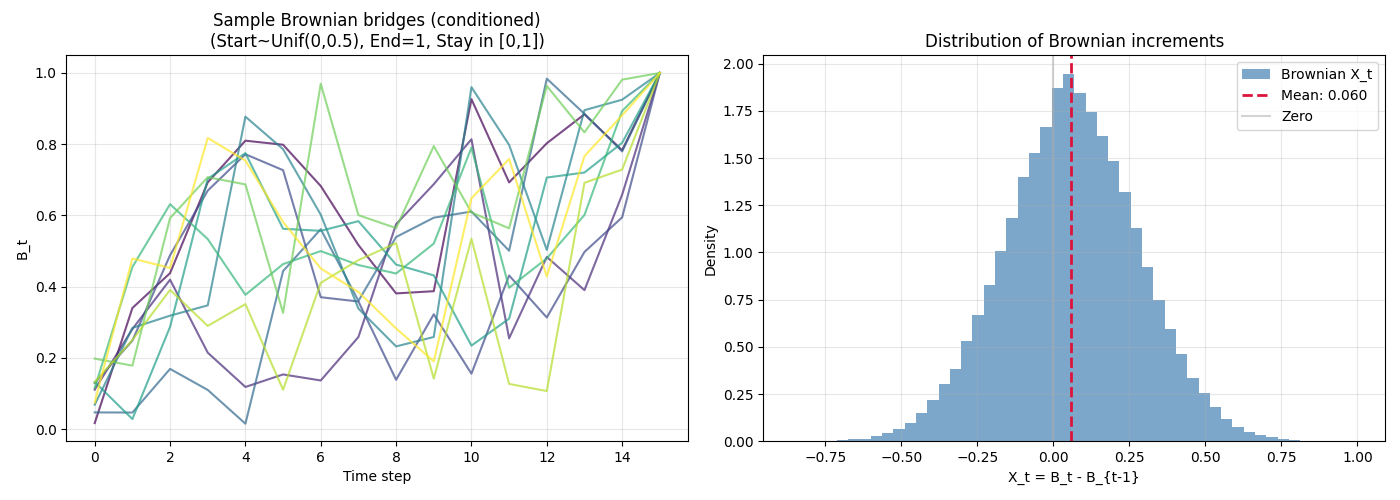 Sample Brownian bridges (conditioned)
(Start~Unif(0,0.5), End=1, Stay in [0,1])
B_t
1.0
0.8
0.6
0.4
0.2
0.0
0 2 4 6 8 10 12 14
Time step
Distribution of Brownian increments
Density
2.00
1.75
1.50
1.25
1.00
0.75
0.50
0.25
0.00
Brownian X_t
Mean: 0.060
Zero
−0.75 −0.50 −0.25 0.00 0.25 0.50 0.75 1.00
X_t = B_t - B_{t-1}